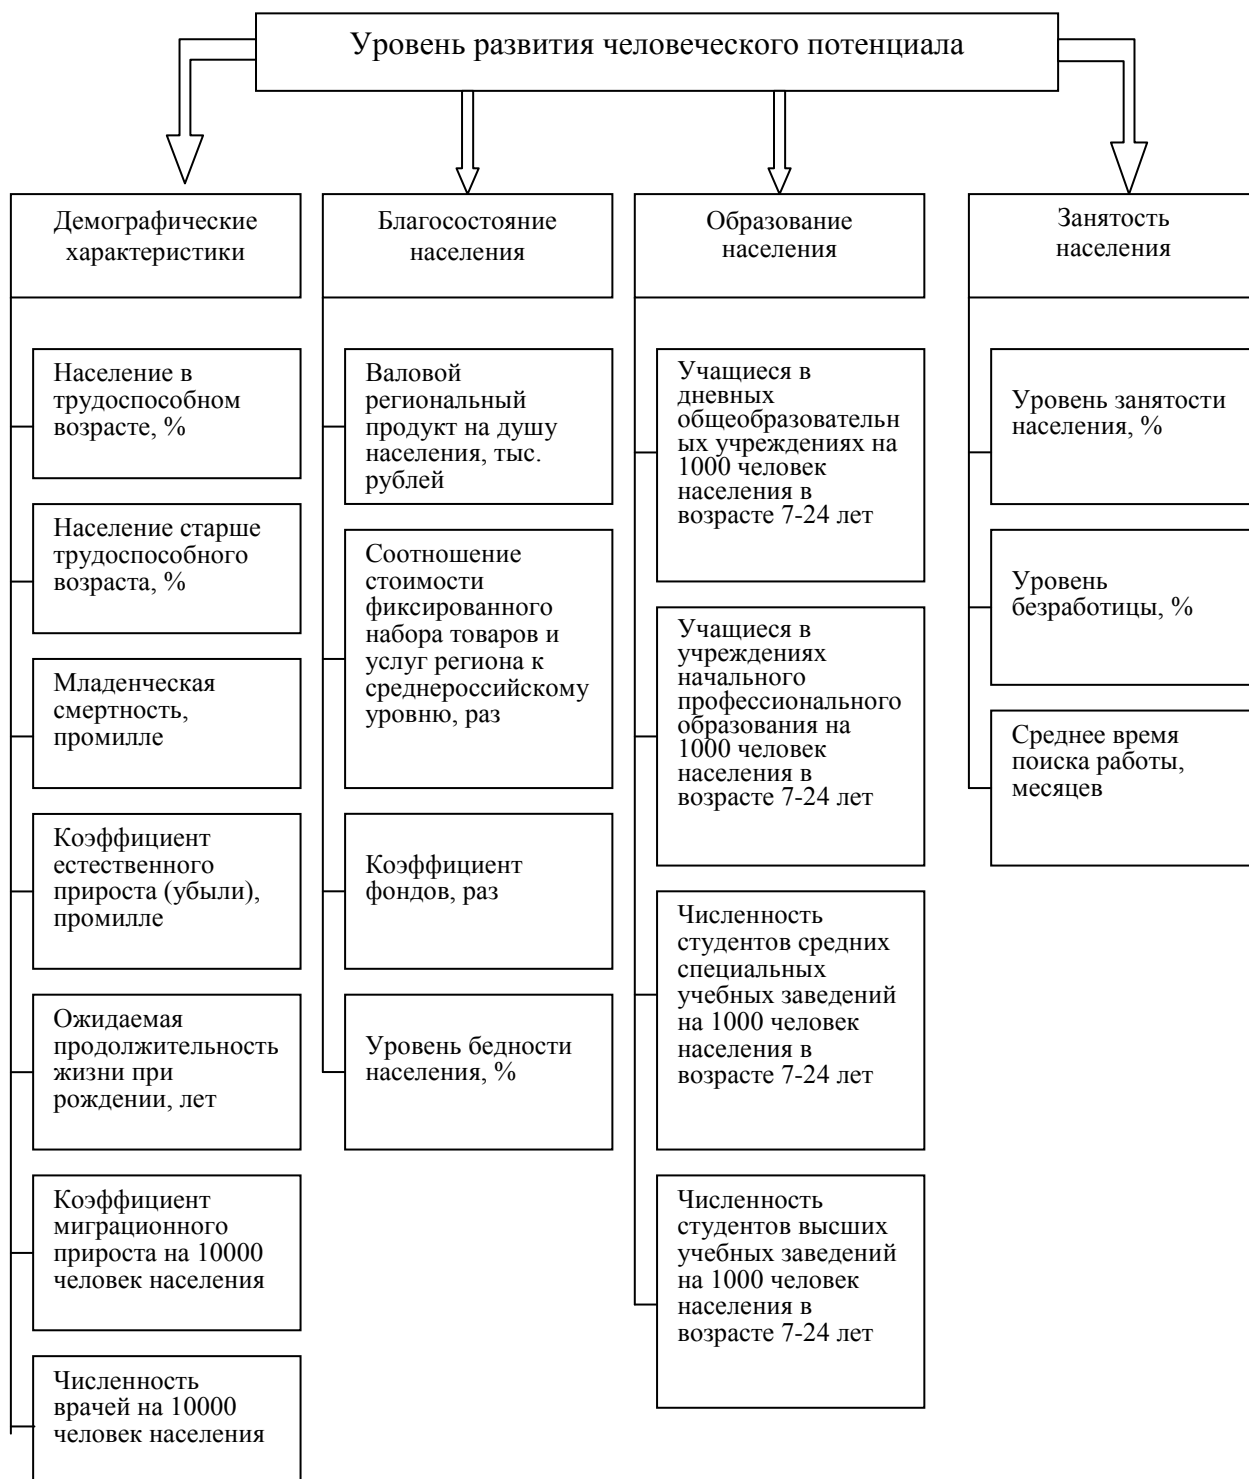 Уровень развития человеческого потенциала
Демографические
характеристики
Благосостояние
населения
Образование
населения
Занятость
населения
Население в
трудоспособном
возрасте, %
Население старше
трудоспособного
возраста, %
Младенческая
смертность,
промилле
Коэффициент
естественного
прироста (убыли),
промилле
Ожидаемая
продолжительность
жизни при
рождении, лет
Коэффициент
миграционного
прироста на 10000
человек населения
Численность
врачей на 10000
человек населения
Валовой
региональный
продукт на душу
населения, тыс.
рублей
Соотношение
стоимости
фиксированного
набора товаров и
услуг региона к
среднероссийскому
уровню, раз
Коэффициент
фондов, раз
Уровень бедности
населения, %
Учащиеся в
дневных
общеобразовательн
ых учреждениях на
1000 человек
населения в
возрасте 7-24 лет
Учащиеся в
учреждениях
начального
профессионального
образования на
1000 человек
населения в
возрасте 7-24 лет
Численность
студентов средних
специальных
учебных заведений
на 1000 человек
населения в
возрасте 7-24 лет
Численность
студентов высших
учебных заведений
на 1000 человек
населения в
возрасте 7-24 лет
Уровень занятости
населения, %
Уровень
безработицы, %
Среднее время
поиска работы,
месяцев